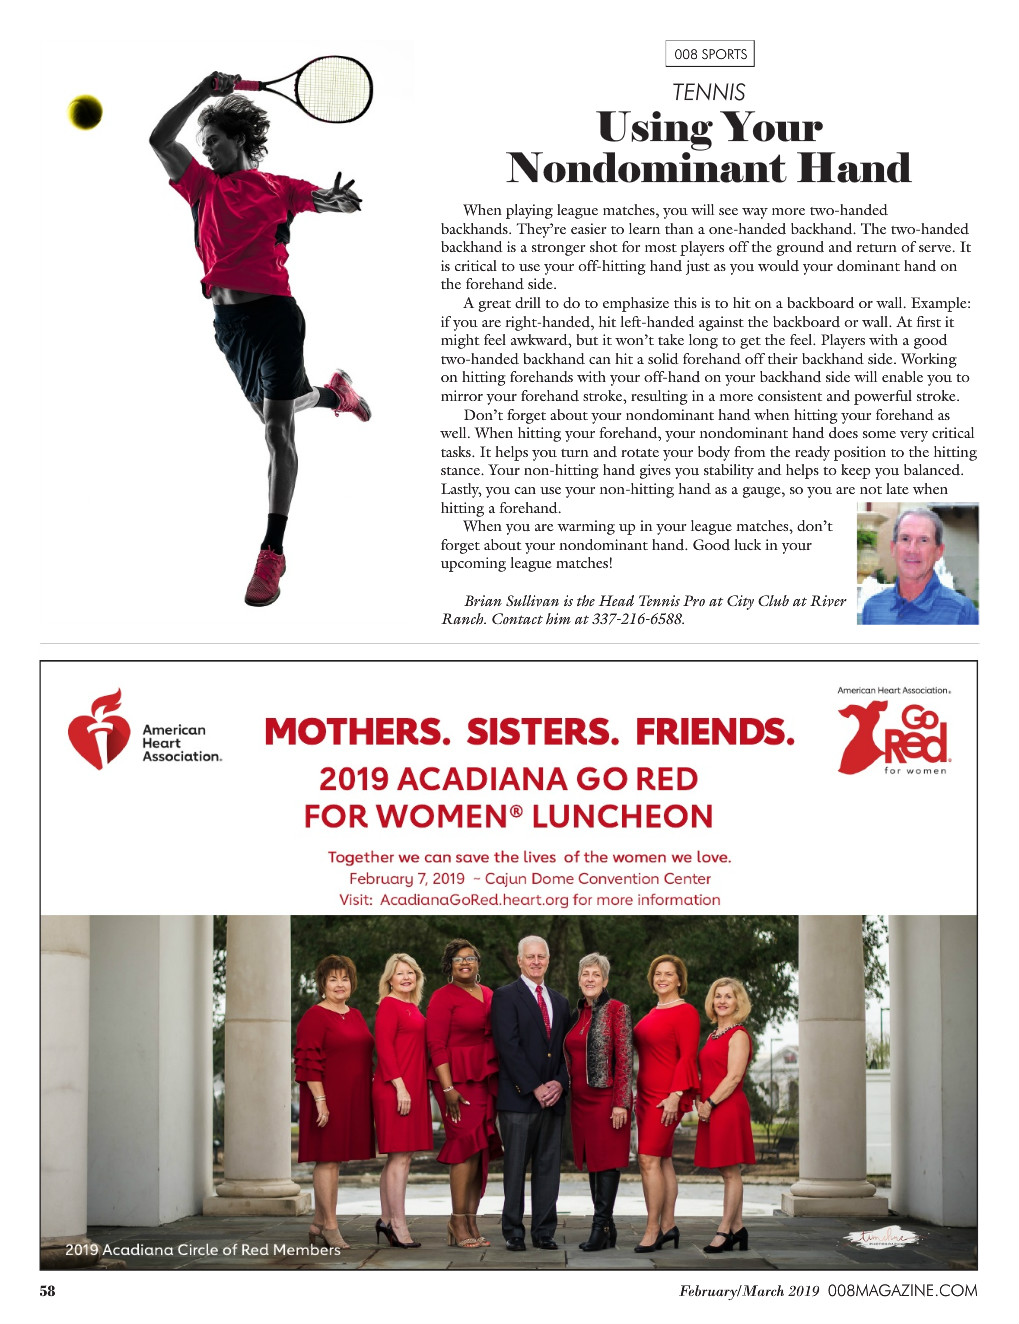 008 SPORTS
TENNIS
Using Your
Nondominant Hand
When playing league matches, you will see way more two-handed
backhands. They're easier to learn than a one-handed backhand. The two-handed
backhand is a stronger shot for most players off the ground and return of serve. It
is critical to use your off-hitting hand just as you would your dominant hand on
the forehand side.
A great drill to do to emphasize this is to hit on a backboard or wall. Example:
if you are right-handed, hit left-handed against the backboard or wall. At first it
might feel awkward, but it won't take long to get the feel. Players with a good
two-handed backhand can hit a solid forehand off their backhand side. Working
on hitting forehands with your off-hand on your backhand side will enable you to
mirror your forehand stroke, resulting in a more consistent and powerful stroke.
Don't forget about your nondominant hand when hitting your forehand as
well. When hitting your forehand, your nondominant hand does some very critical
tasks. It helps you turn and rotate your body from the ready position to the hitting
stance. Your non-hitting hand gives you stability and helps to keep you balanced.
Lastly, you can use your non-hitting hand as a gauge, so you are not late when
hitting a forehand.
When you are warming up in your league matches, don't
forget about your nondominant hand. Good luck in your
upcoming league matches!
Brian Sullivan is the Head Tennis Pro at City Club at River
Ranch. Contact him at 337-216-6588.
American
Heart
Association.
MOTHERS. SISTERS. FRIENDS.
2019 ACADIANA GO RED
FOR WOMEN® LUNCHEON
Together we can save the lives of the women we love.
February 7, 2019 ~ Cajun Dome Convention Center
Visit: AcadianaGoRed.heart.org for more information
American Heart Association®
Go
Red®
for women
2019 Acadiana Circle of Red Members
58
February/March 2019 008MAGAZINE.COM